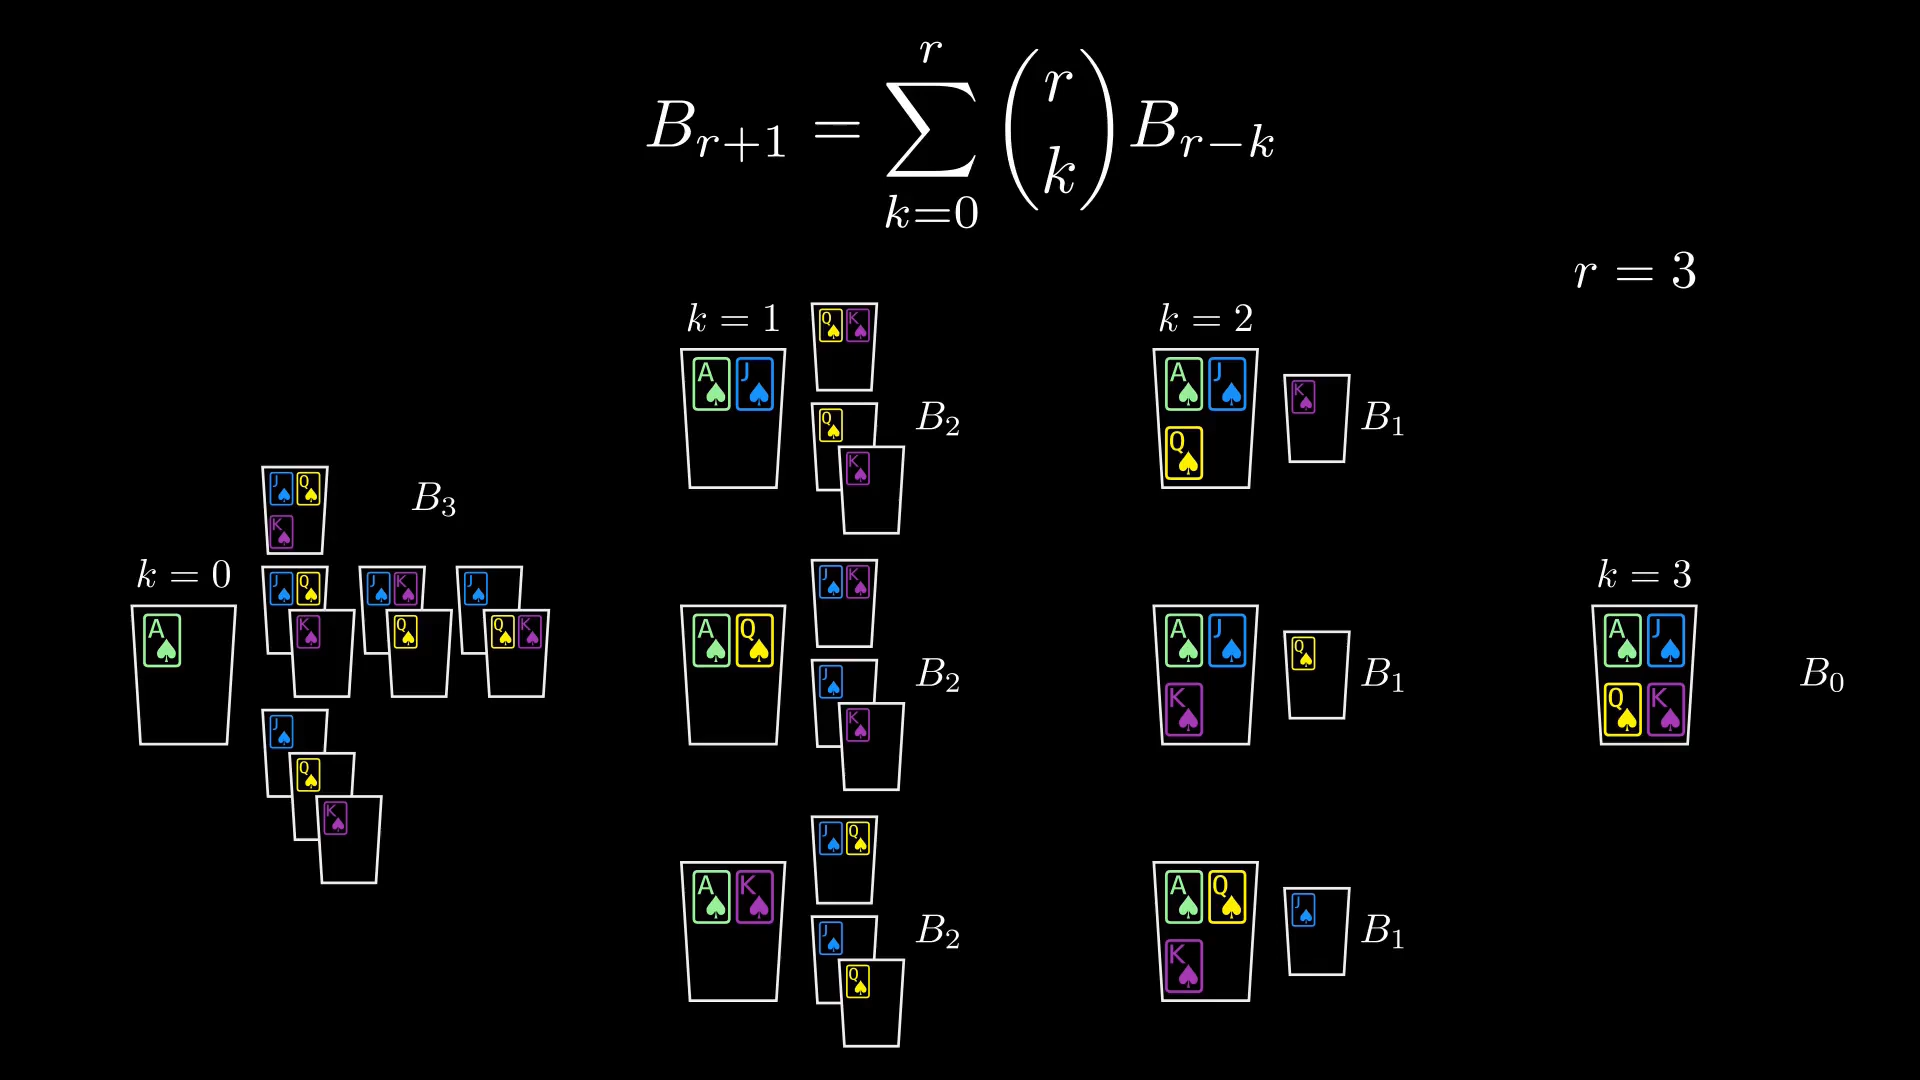 B_{r+1} = \sum_{k=0}^{r} \binom{r}{k} B_{r-k}
r = 3
k = 1
Q K
k = 2
A J
A J
K
Q
B_2
B_1
K
Q
J Q
K
B_3
J K
k = 0
J Q
J K
J
k = 3
A
K
Q
Q K
A Q
J
K
B_2
A J
K
Q
B_1
A J
Q K
B_0
J
Q
K
J Q
A K
J
Q
B_2
A Q
K
J
B_1